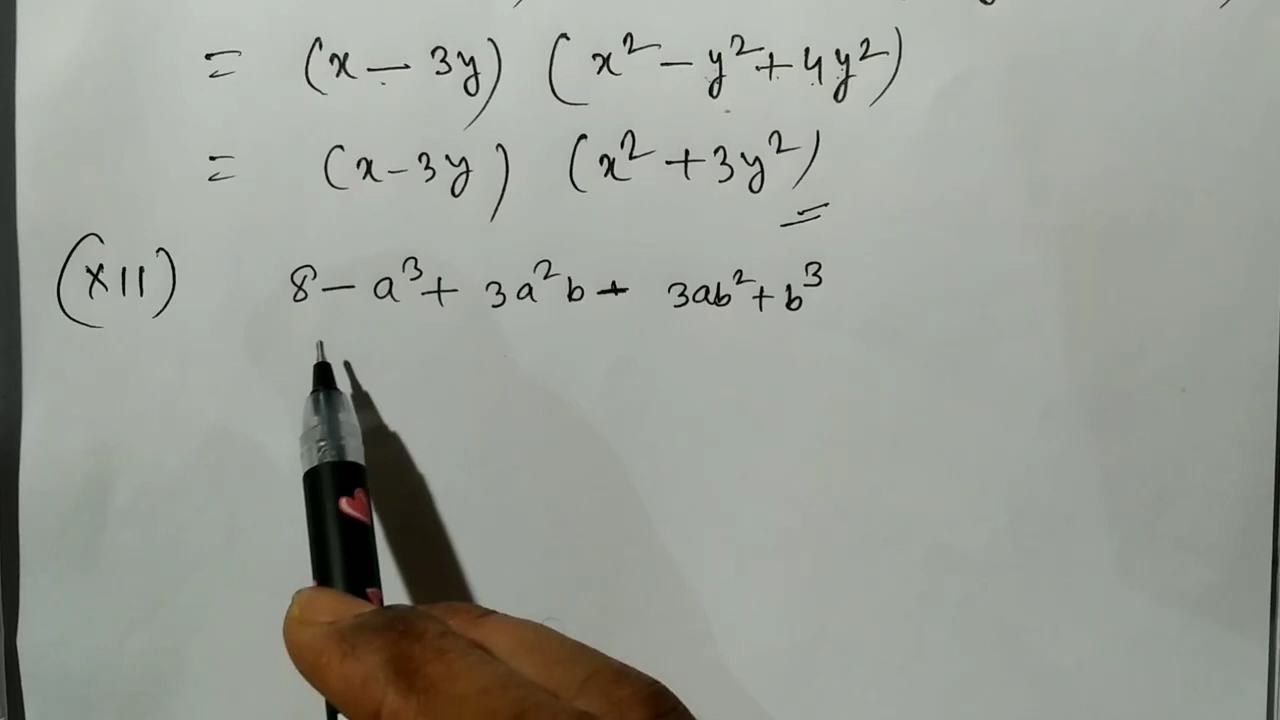 = (x - 3y) (x² - y² + 4y²)
= (x - 3y) (x² + 3y²)
(XII) 8 - a³ + 3a²b - 3ab² + b³